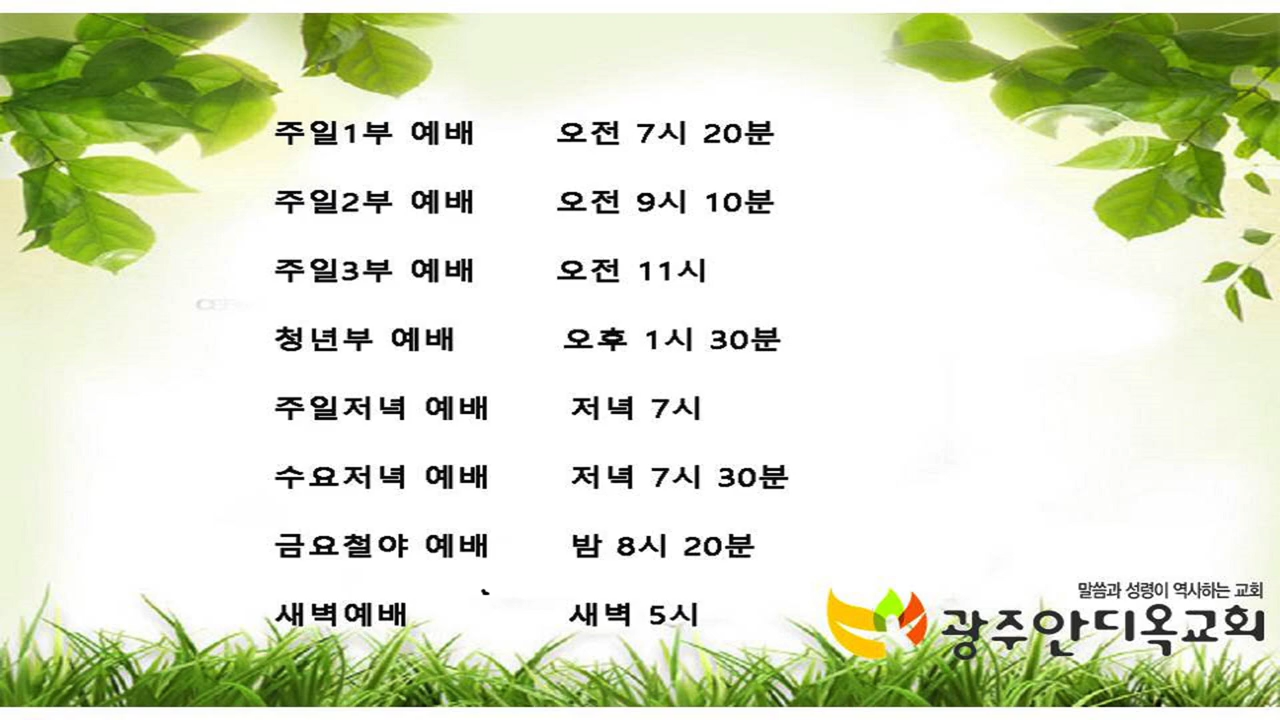 주일1부 예배 오전 7시 20분
주일2부 예배 오전 9시 10분
주일3부 예배 오전 11시
청년부 예배 오후 1시 30분
주일저녁 예배 저녁 7시
수요저녁 예배 저녁 7시 30분
금요철야 예배 밤 8시 20분
새벽예배 새벽 5시
말씀과 성령이 역사하는 교회
광주안디옥교회